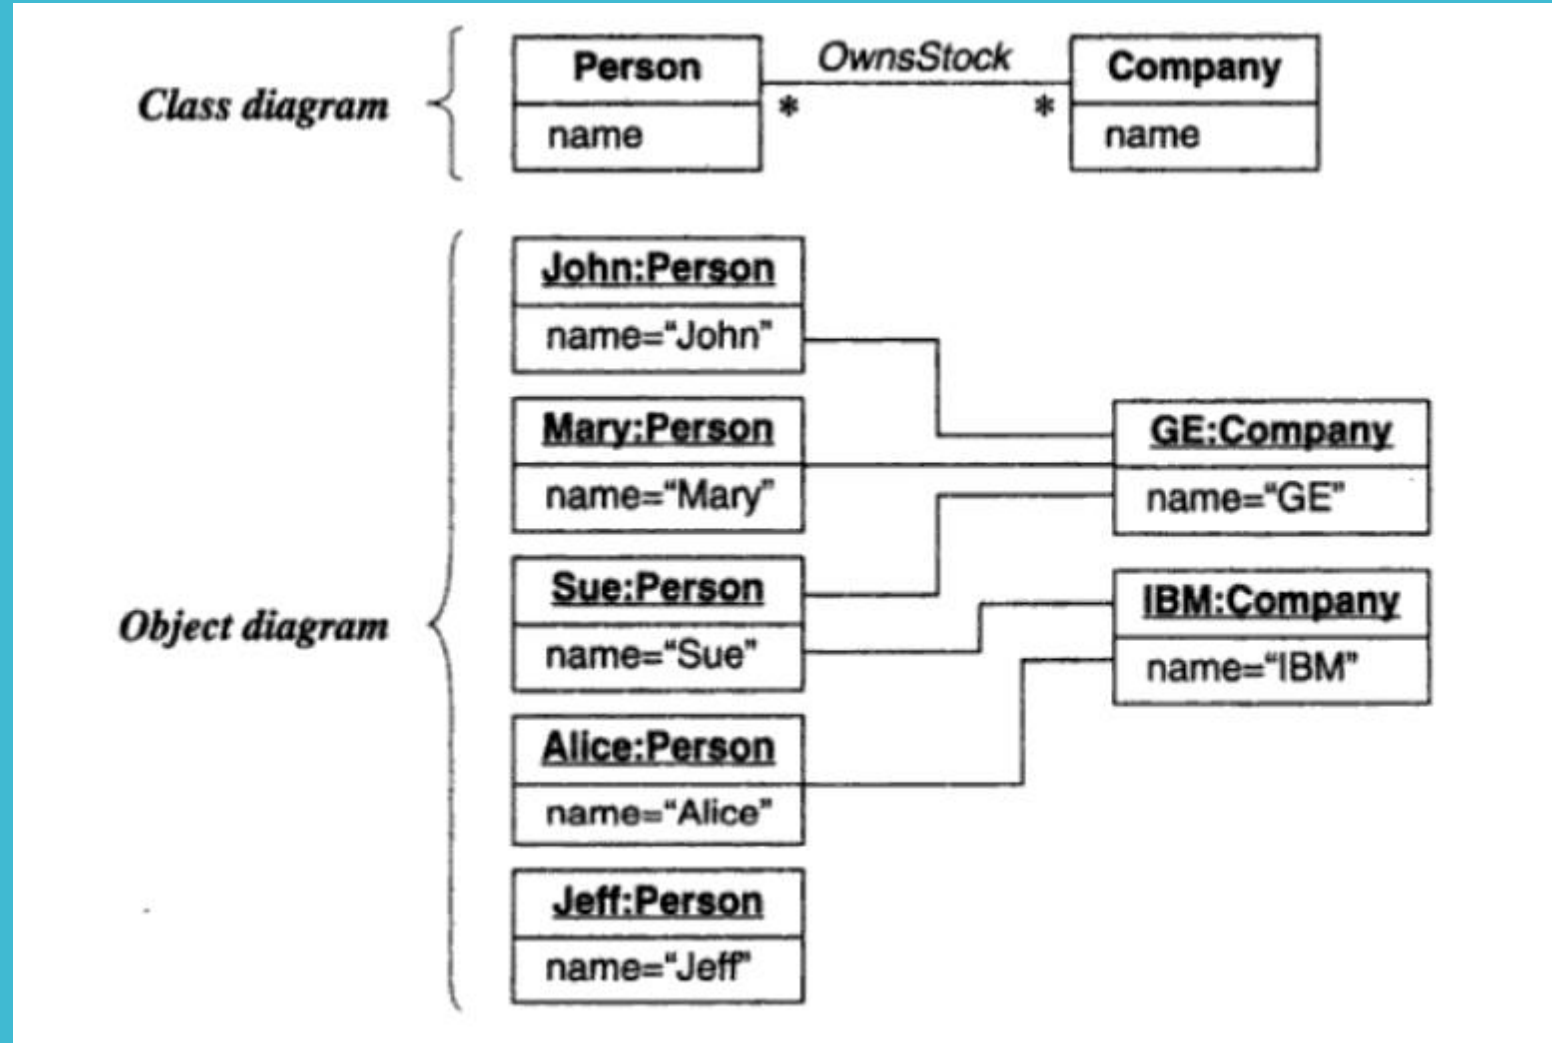 Class diagram
Person
OwnsStock
Company
*
*
name
name
Object diagram
John:Person
name="John"
Mary:Person
name="Mary"
Sue:Person
name="Sue"
Alice:Person
name="Alice"
Jeff:Person
name="Jeff"
GE:Company
name="GE"
IBM:Company
name="IBM"